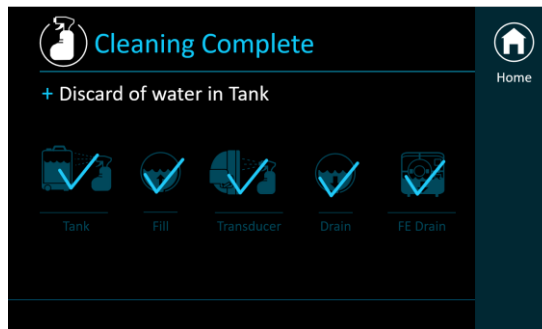 Cleaning Complete
Home
+ Discard of water in Tank
Tank
Fill
Transducer
Drain
FE Drain